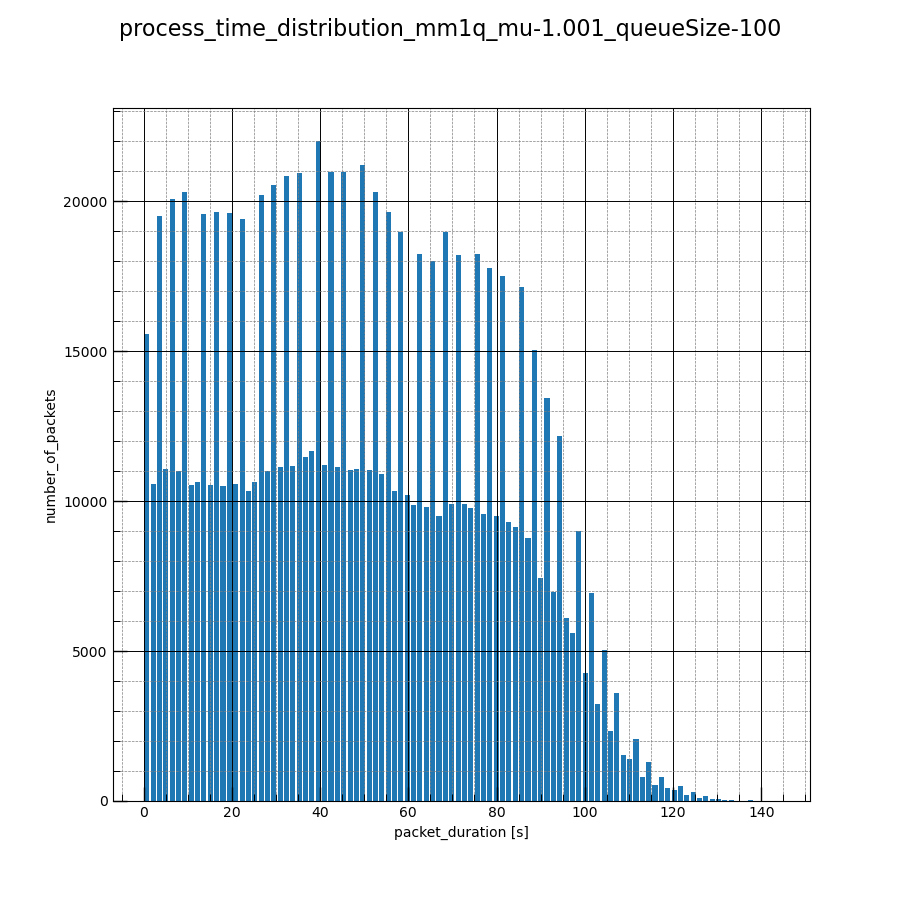 process_time_distribution_mm1q_mu-1.001_queueSize-100
20000
15000
10000
5000
0
number_of_packets
0 20 40 60 80 100 120 140
packet_duration [s]